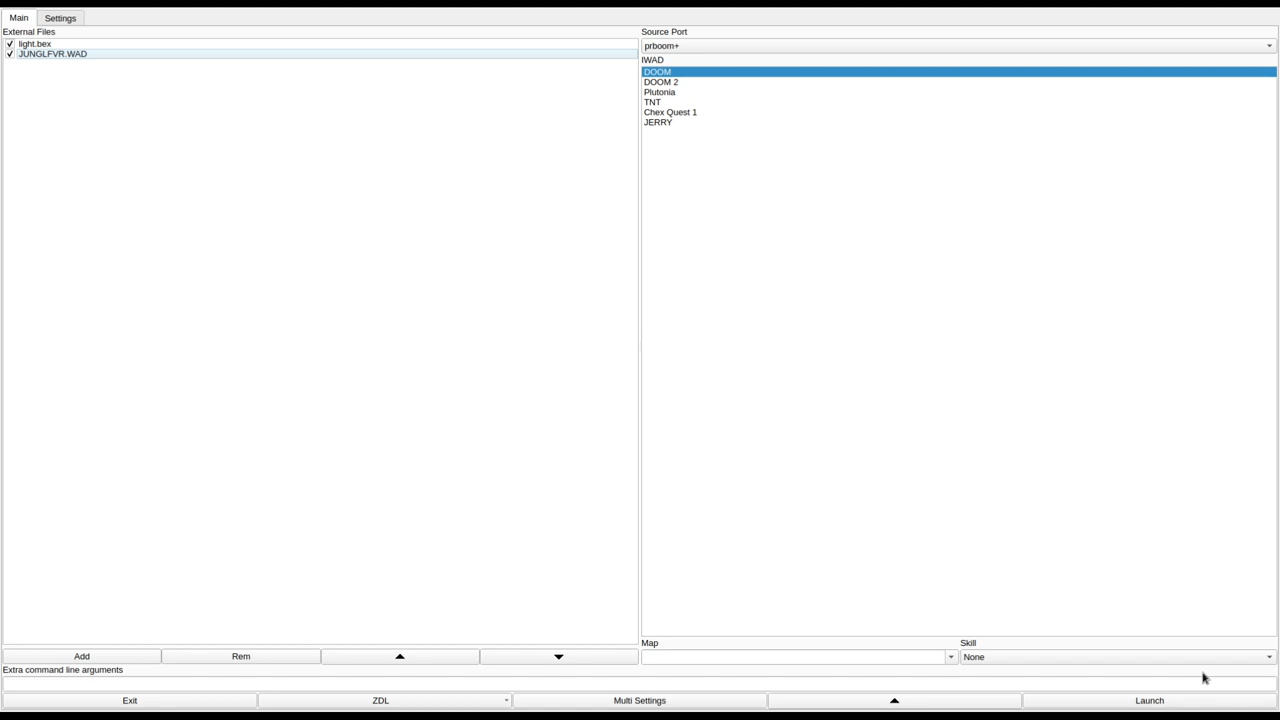 Main Settings
External Files
light.bex
JUNGLFVR.WAD
Source Port
prboom+
IWAD
DOOM
DOOM 2
Plutonia
TNT
Chex Quest 1
JERRY
Map Skill
None
Add Rem
Extra command line arguments
Exit ZDL Multi Settings Launch